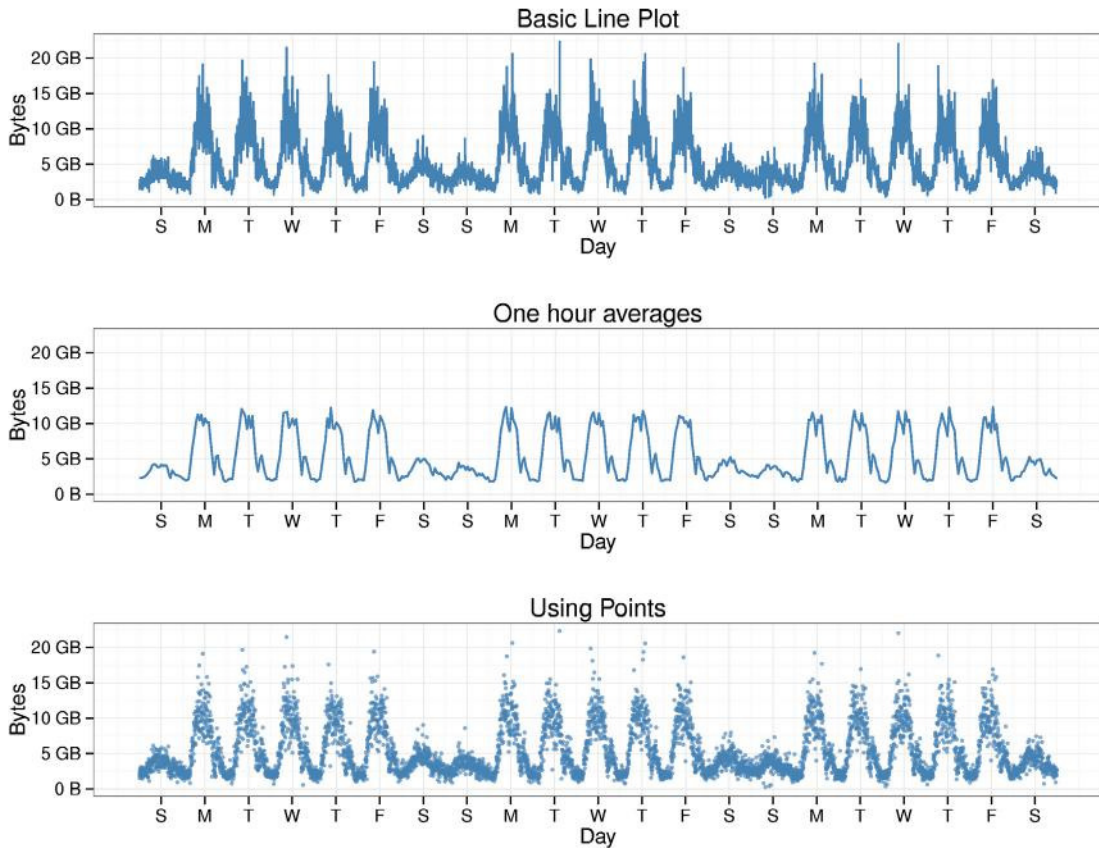 Basic Line Plot
20 GB
15 GB
10 GB
5 GB
0 B
Bytes
S M T W T F S S M T W T F S S M T W T F S
Day
One hour averages
20 GB
15 GB
10 GB
5 GB
0 B
Bytes
S M T W T F S S M T W T F S S M T W T F S
Day
Using Points
20 GB
15 GB
10 GB
5 GB
0 B
Bytes
S M T W T F S S M T W T F S S M T W T F S
Day